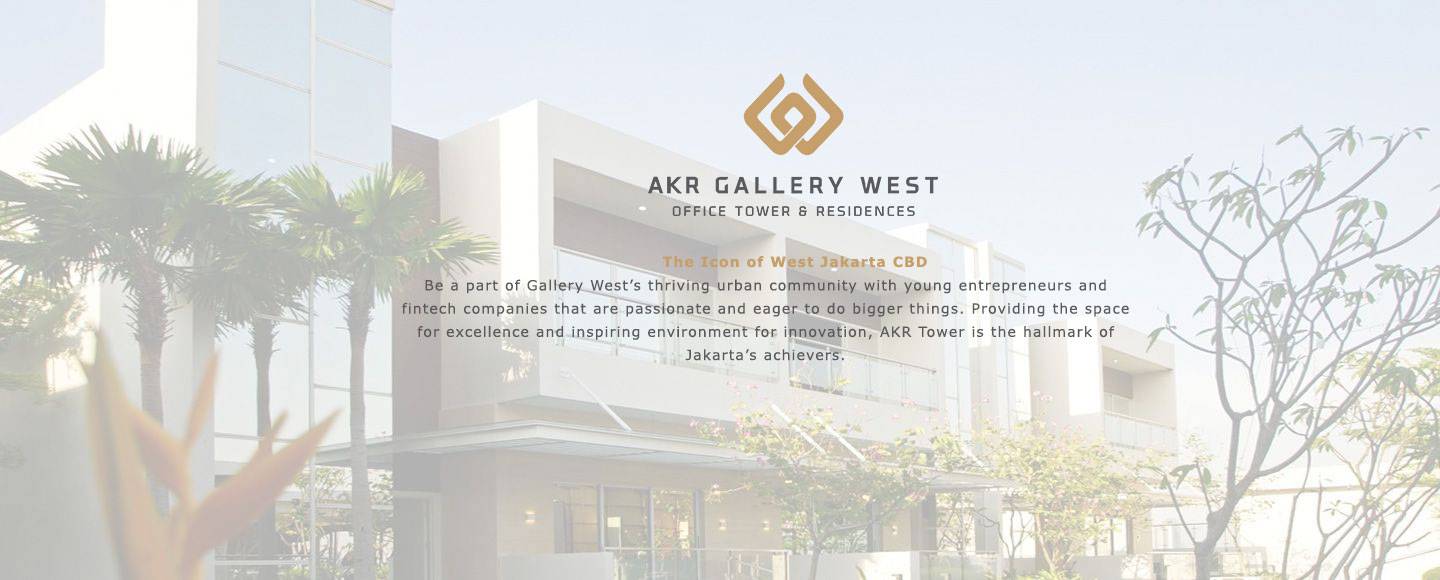 AKR GALLERY WEST
OFFICE TOWER & RESIDENCES
The Icon of West Jakarta CBD
Be a part of Gallery West’s thriving urban community with young entrepreneurs and
fintech companies that are passionate and eager to do bigger things. Providing the space
for excellence and inspiring environment for innovation, AKR Tower is the hallmark of
Jakarta’s achievers.